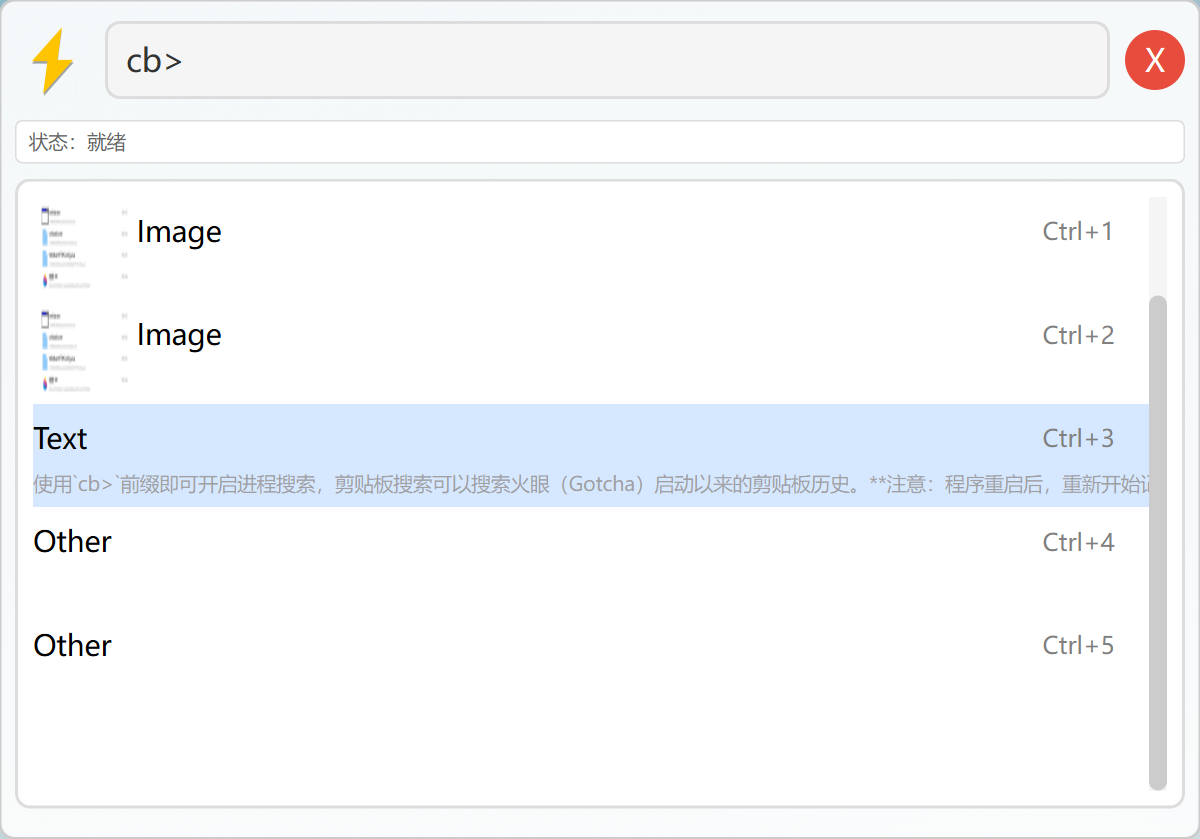 cb>
X
状态：就绪
Image Ctrl+1
Image Ctrl+2
Text Ctrl+3
使用`cb>`前缀即可开启进程搜索，剪贴板搜索可以搜索火眼（Gotcha）启动以来的剪贴板历史。**注意：程序重启后，重新开始
Other Ctrl+4
Other Ctrl+5